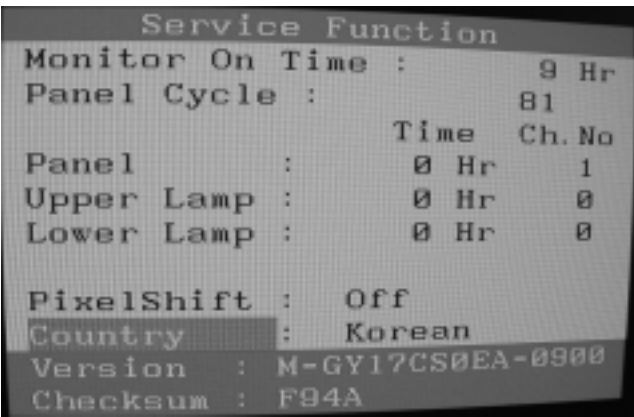 Service Function
Monitor On Time : 9 Hr
Panel Cycle : 81
Time Ch.No
Panel : 0 Hr 1
Upper Lamp : 0 Hr 0
Lower Lamp : 0 Hr 0
PixelShift : Off
Country : Korean
Version : M-GY17CS0EA-0900
Checksum : F94A